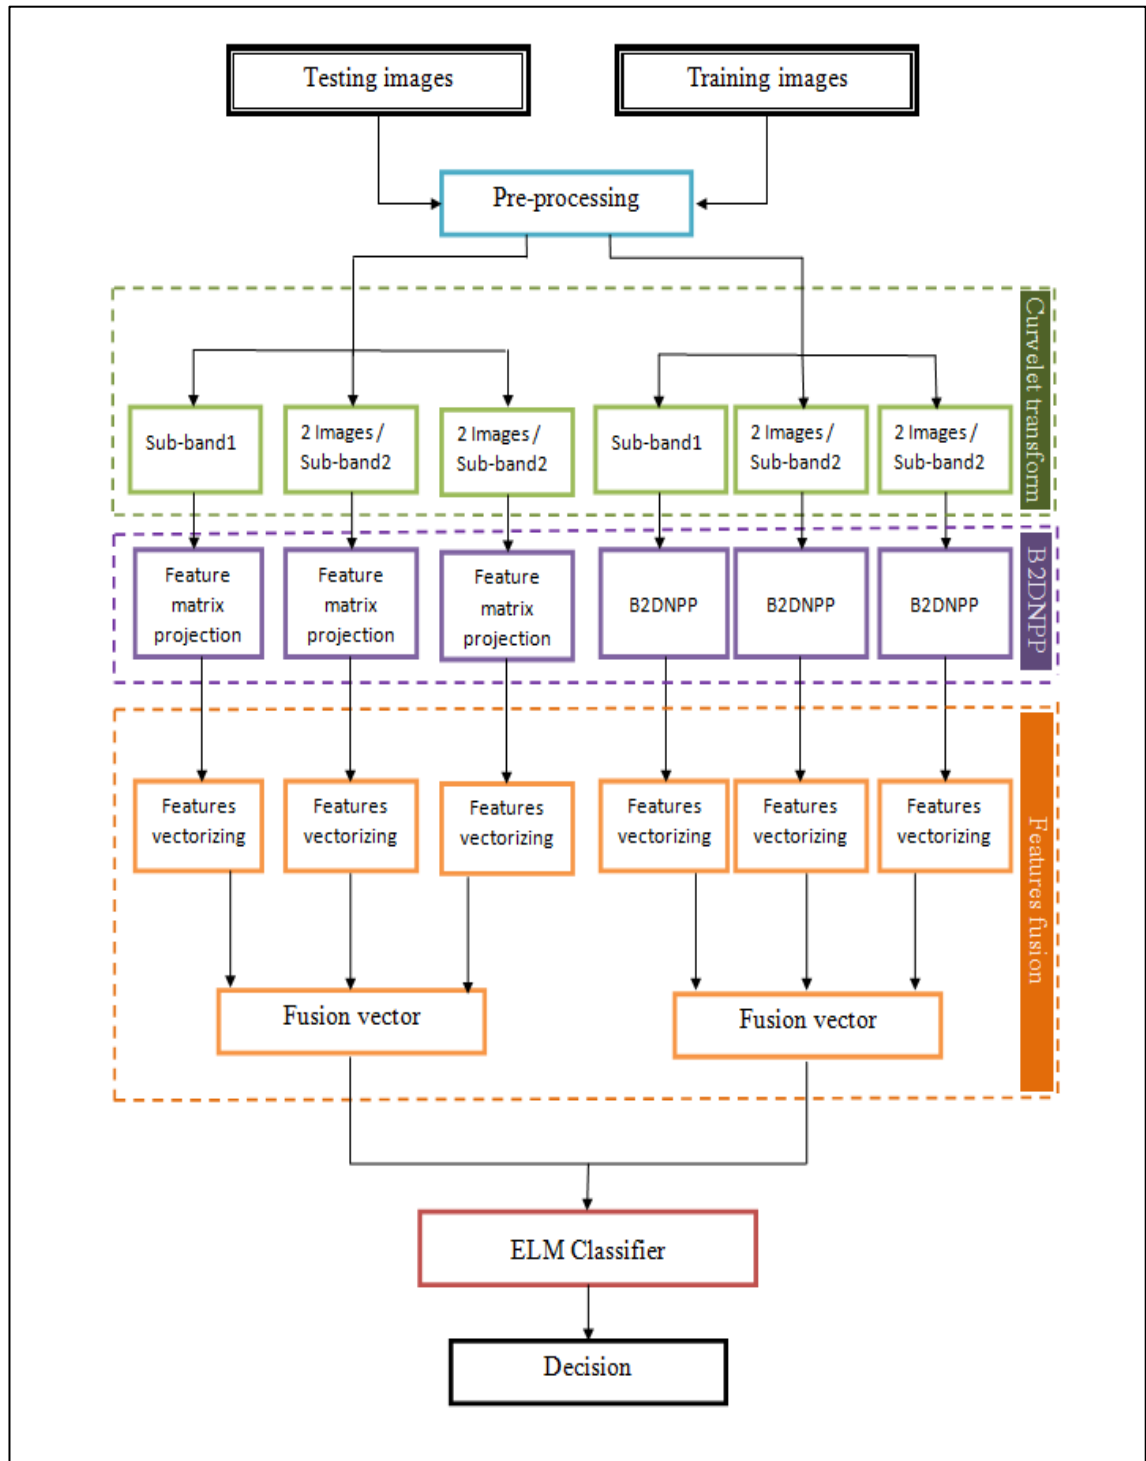 Testing images
Training images
Pre-processing
Curvelet transform
Sub-band1
2 Images /
Sub-band2
2 Images /
Sub-band2
Sub-band1
2 Images /
Sub-band2
2 Images /
Sub-band2
B2DNPP
Feature
matrix
projection
Feature
matrix
projection
Feature
matrix
projection
B2DNPP
B2DNPP
B2DNPP
Features fusion
Features
vectorizing
Features
vectorizing
Features
vectorizing
Features
vectorizing
Features
vectorizing
Features
vectorizing
Fusion vector
Fusion vector
ELM Classifier
Decision